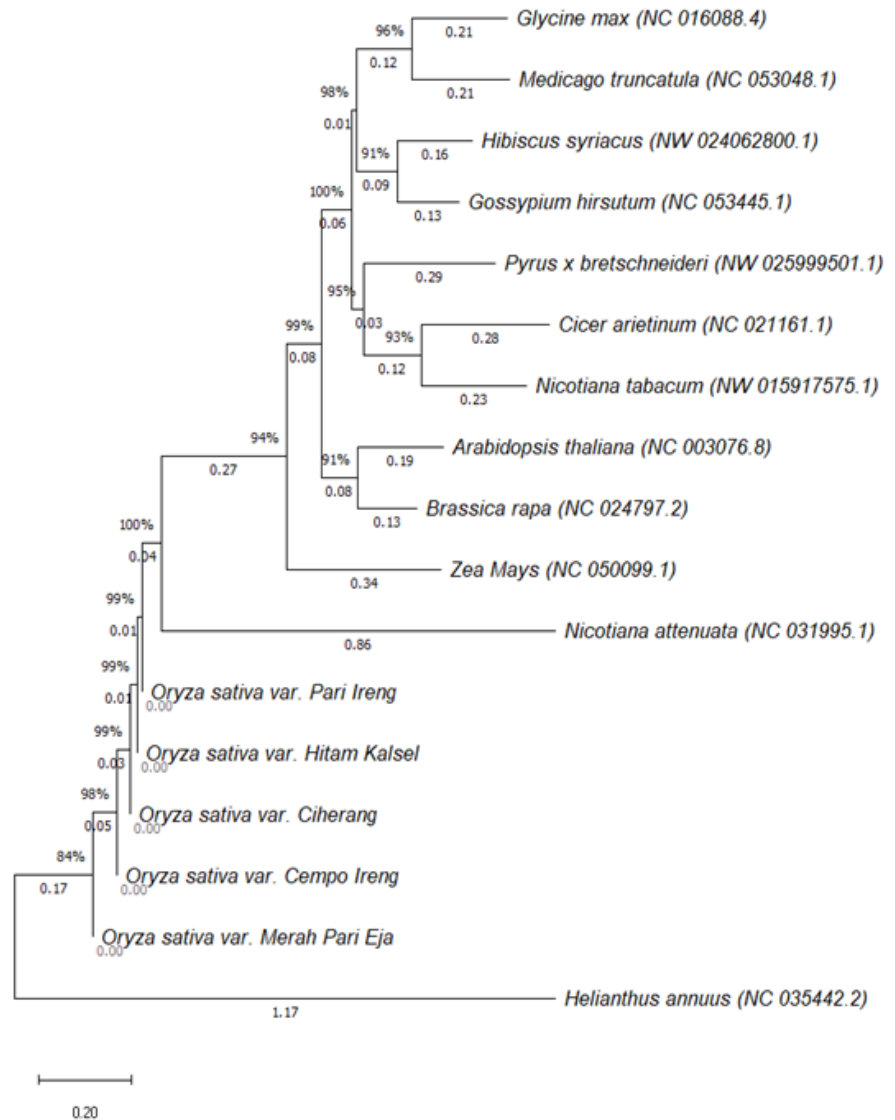 Glycine max (NC 016088.4)
96%
0.21
0.12
Medicago truncatula (NC 053048.1)
0.21
98%
0.01
Hibiscus syriacus (NW 024062800.1)
91%
0.16
0.09
100%
Gossypium hirsutum (NC 053445.1)
0.13
0.06
Pyrus x bretschneideri (NW 025999501.1)
0.29
95%
0.03
Cicer arietinum (NC 021161.1)
99%
93%
0.28
0.08
0.12
Nicotiana tabacum (NW 015917575.1)
0.23
94%
Arabidopsis thaliana (NC 003076.8)
91%
0.19
0.27
0.08
Brassica rapa (NC 024797.2)
0.13
100%
0.04
Zea Mays (NC 050099.1)
0.34
99%
0.01
Nicotiana attenuata (NC 031995.1)
0.86
99%
0.01
Oryza sativa var. Pari Ireng
0.00
99%
0.03
Oryza sativa var. Hitam Kalsel
0.00
98%
0.05
Oryza sativa var. Ciherang
0.00
84%
0.17
Oryza sativa var. Cempo Ireng
0.00
Oryza sativa var. Merah Pari Eja
0.00
Helianthus annuus (NC 035442.2)
1.17
0.20